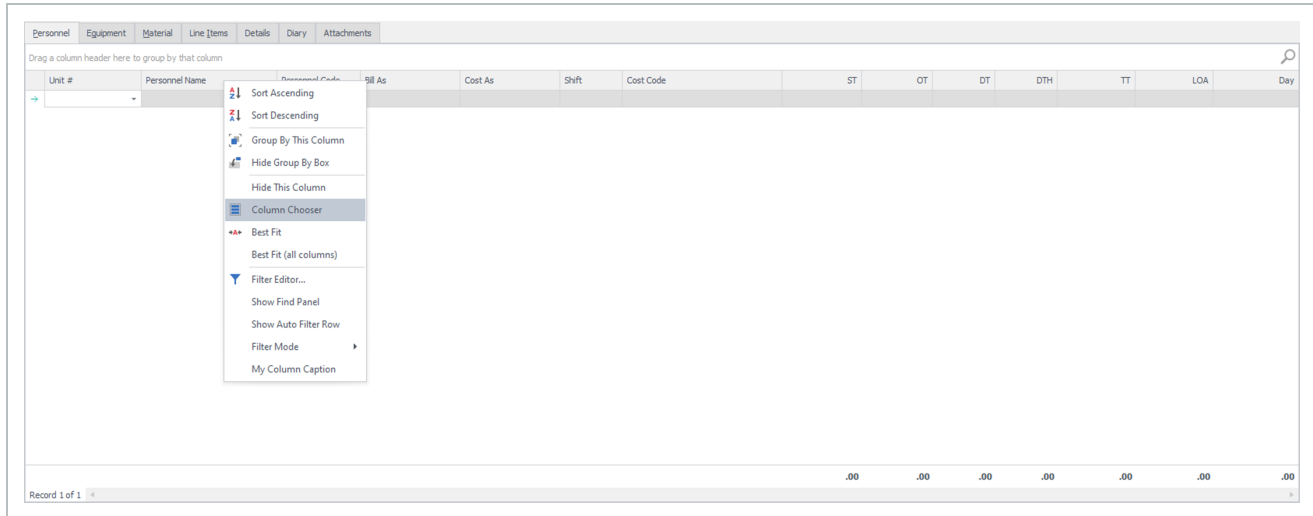 Personnel Equipment Material Line Items Details Diary Attachments
Drag a column header here to group by that column
Unit # Personnel Name Personnel Code Bill As Cost As Shift Cost Code ST OT DT DTH TT LOA Day
Sort Ascending
Sort Descending
Group By This Column
Hide Group By Box
Hide This Column
Column Chooser
Best Fit
Best Fit (all columns)
Filter Editor...
Show Find Panel
Show Auto Filter Row
Filter Mode
My Column Caption
.00 .00 .00 .00 .00 .00 .00
Record 1 of 1